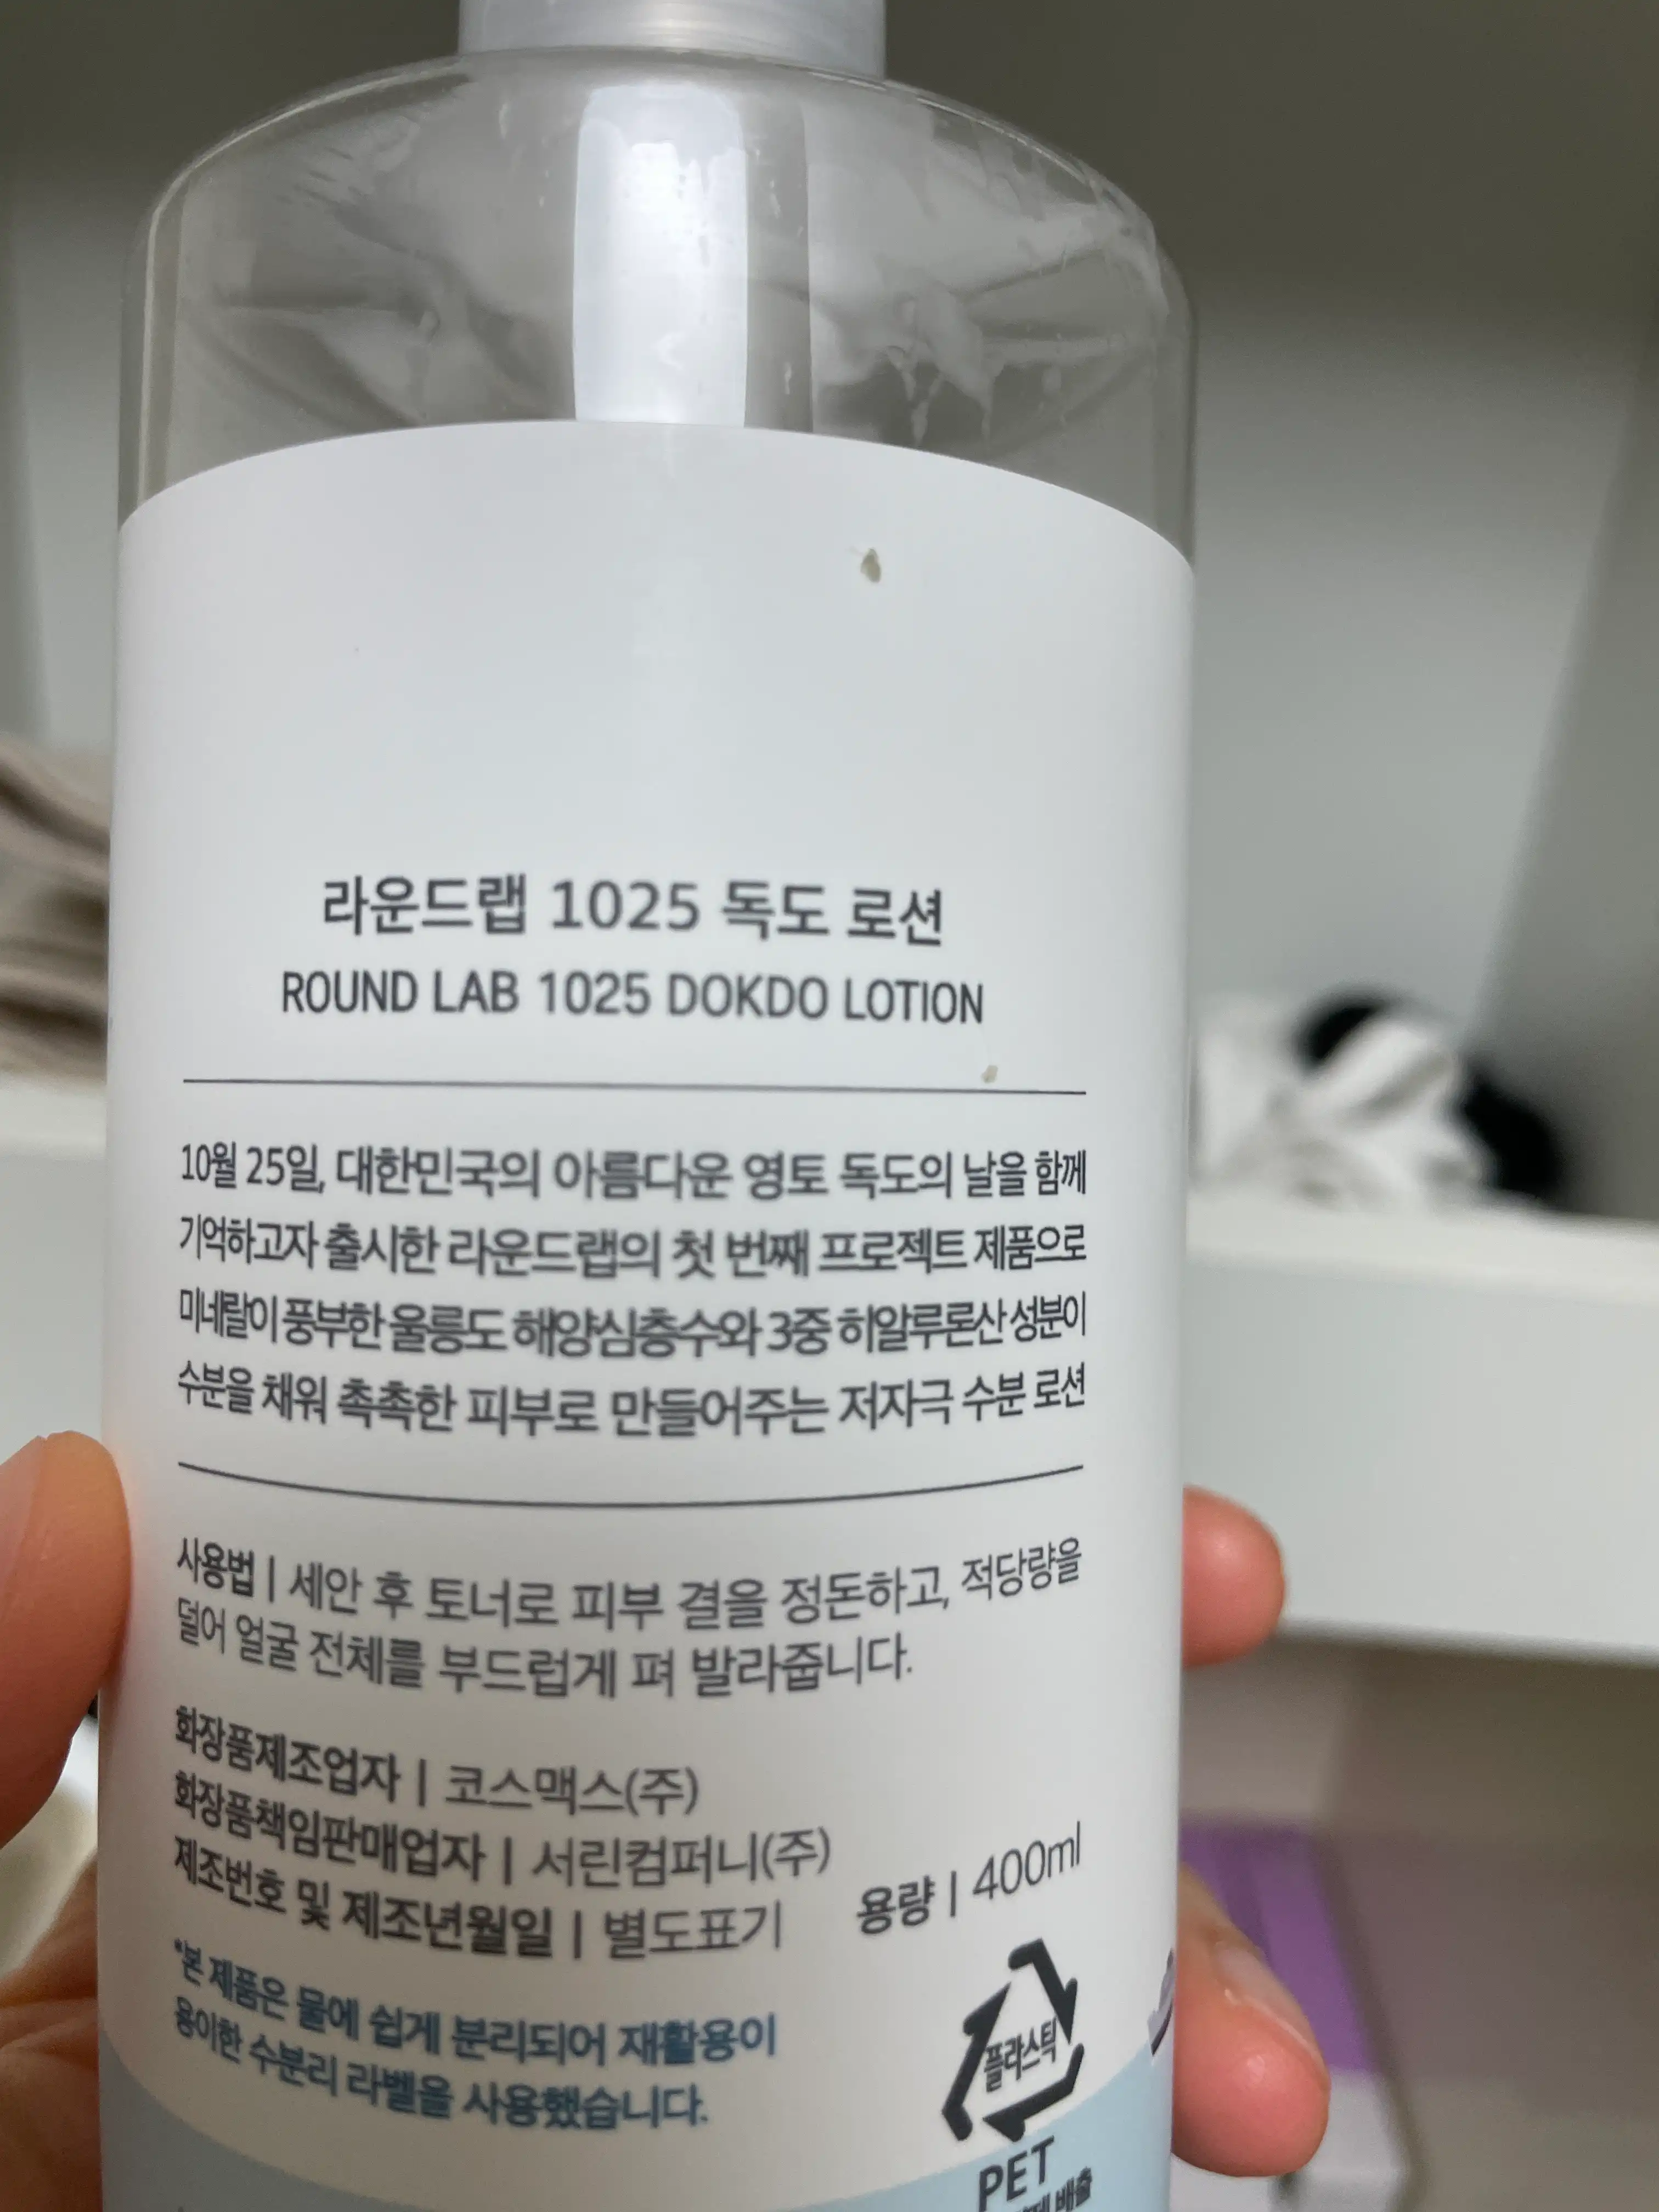 라운드랩 1025 독도 로션
ROUND LAB 1025 DOKDO LOTION
10월 25일, 대한민국의 아름다운 영토 독도의 날을 함께
기억하고자 출시한 라운드랩의 첫 번째 프로젝트 제품으로
미네랄이 풍부한 울릉도 해양심층수와 3중 히알루론산 성분이
수분을 채워 촉촉한 피부로 만들어주는 저자극 수분 로션
사용법 | 세안 후 토너로 피부 결을 정돈하고, 적당량을
덜어 얼굴 전체를 부드럽게 펴 발라줍니다.
화장품제조업자 | 코스맥스(주)
화장품책임판매업자 | 서린컴퍼니(주)
제조번호 및 제조년월일 | 별도표기
용량 | 400ml
*본 제품은 물에 쉽게 분리되어 재활용이
용이한 수분리 라벨을 사용했습니다.
플라스틱
PET
배출